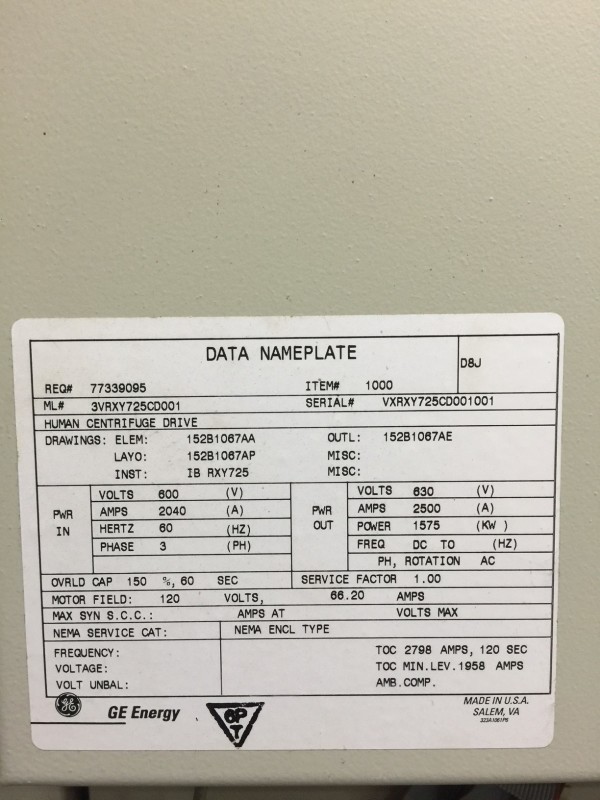 DATA NAMEPLATE
D8J
REQ# 77339095 ITEM# 1000
ML# 3VRXY725CD001 SERIAL# VXRXY725CD001001
HUMAN CENTRIFUGE DRIVE
DRAWINGS: ELEM: 152B1067AA OUTL: 152B1067AE
LAYO: 152B1067AP MISC:
INST: IB RXY725 MISC:
PWR IN
VOLTS 600 (V)
AMPS 2040 (A)
HERTZ 60 (HZ)
PHASE 3 (PH)
PWR OUT
VOLTS 630 (V)
AMPS 2500 (A)
POWER 1575 (KW )
FREQ DC TO (HZ)
PH, ROTATION AC
OVRLD CAP 150 %, 60 SEC SERVICE FACTOR 1.00
MOTOR FIELD: 120 VOLTS, 66.20 AMPS
MAX SYN S.C.C.: AMPS AT VOLTS MAX
NEMA SERVICE CAT: NEMA ENCL TYPE
FREQUENCY: TOC 2798 AMPS, 120 SEC
VOLTAGE: TOC MIN.LEV.1958 AMPS
VOLT UNBAL: AMB.COMP.
GE GE Energy
MADE IN U.S.A.
SALEM, VA